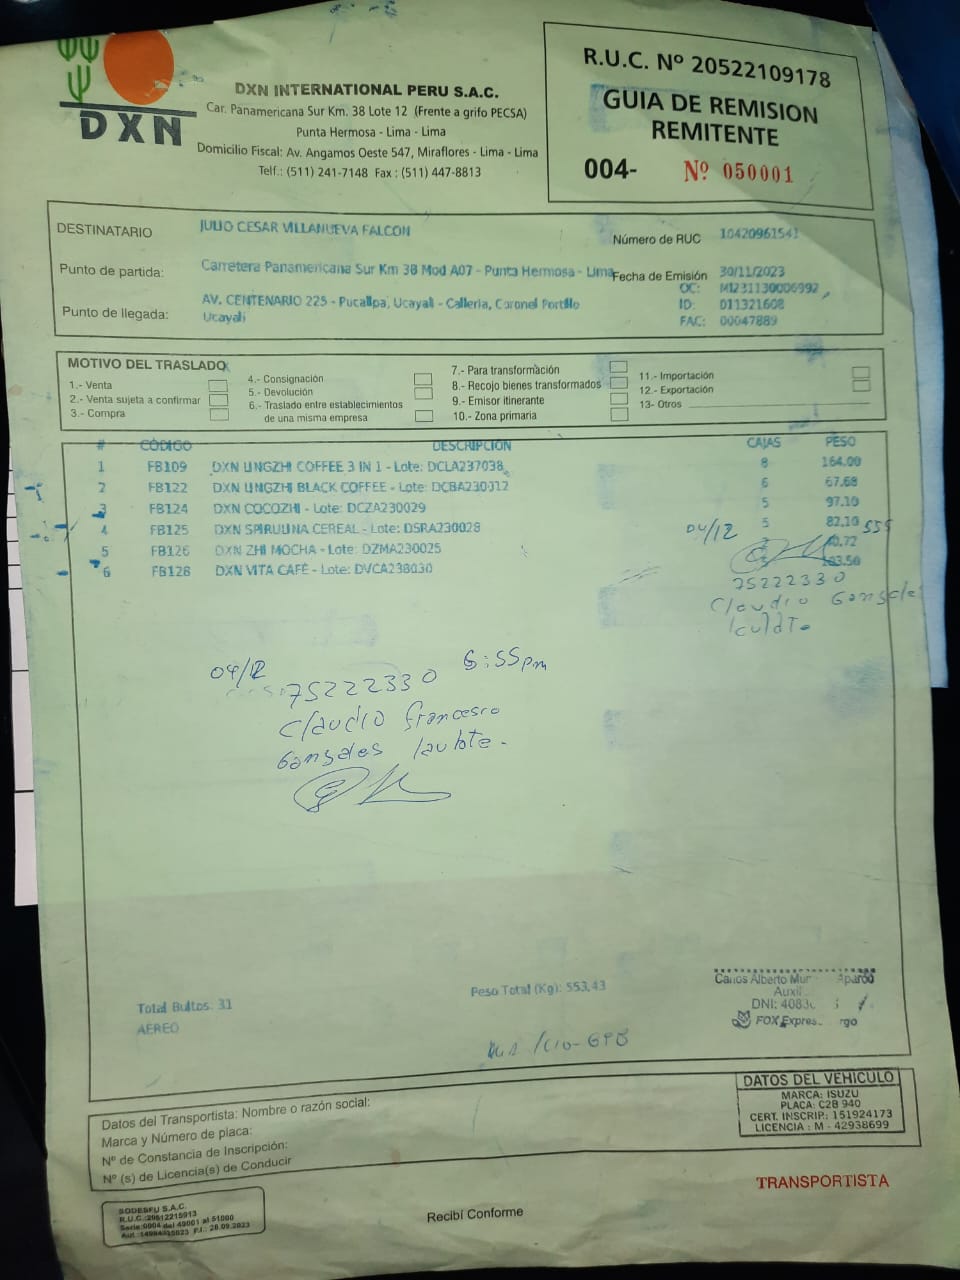 DXN
DXN INTERNATIONAL PERU S.A.C.
Car. Panamericana Sur Km. 38 Lote 12 (Frente a grifo PECSA)
Punta Hermosa - Lima - Lima
Domicilio Fiscal: Av. Angamos Oeste 547, Miraflores - Lima - Lima
Telf.: (511) 241-7148 Fax : (511) 447-8813
R.U.C. Nº 20522109178
GUIA DE REMISION
REMITENTE
004- Nº 050001
DESTINATARIO JULIO CESAR VILLANUEVA FALCON Número de RUC 10420961541
Punto de partida: Carretera Panamericana Sur Km 38 Mod A07 - Punta Hermosa - Lima Fecha de Emisión 30/11/2023
OC: M1231130006992
Punto de llegada: AV. CENTENARIO 225 - Pucallpa, Ucayali - Calleria, Coronel Portillo ID: 011321608
Ucayali FAC: 00047889
MOTIVO DEL TRASLADO
1.- Venta
2.- Venta sujeta a confirmar
3.- Compra
4.- Consignación
5.- Devolución
6.- Traslado entre establecimientos
de una misma empresa
7.- Para transformación
8.- Recojo bienes transformados
9.- Emisor itinerante
10.- Zona primaria
11.- Importación
12.- Exportación
13- Otros
# CÓDIGO DESCRIPCION CAJAS PESO
1 FB109 DXN LINGZHI COFFEE 3 IN 1 - Lote: DCLA237038 8 164.00
2 FB122 DXN LINGZHI BLACK COFFEE - Lote: DCBA230012 6 67.68
3 FB124 DXN COCOZHI - Lote: DCZA230029 5 97.10
4 FB125 DXN SPIRULINA CEREAL - Lote: DSRA230028 5 82.10
5 FB126 DXN ZHI MOCHA - Lote: DZMA230025
6 FB128 DXN VITA CAFÉ - Lote: DVCA238030
04/12 555
75222330
Claudio
04/12 75222330 6:55pm
Claudio francesco
Gonzales
Total Bultos: 31 Peso Total (Kg): 553,43
AEREO
Carlos Alberto
DNI:
FOX Expres
Datos del Transportista: Nombre o razón social:
Marca y Número de placa:
Nº de Constancia de Inscripción:
Nº (s) de Licencia(s) de Conducir
DATOS DEL VEHICULO
MARCA: ISUZU
PLACA: C2B 940
CERT. INSCRIP.: 151924173
LICENCIA : M - 42938699
TRANSPORTISTA
Recibí Conforme